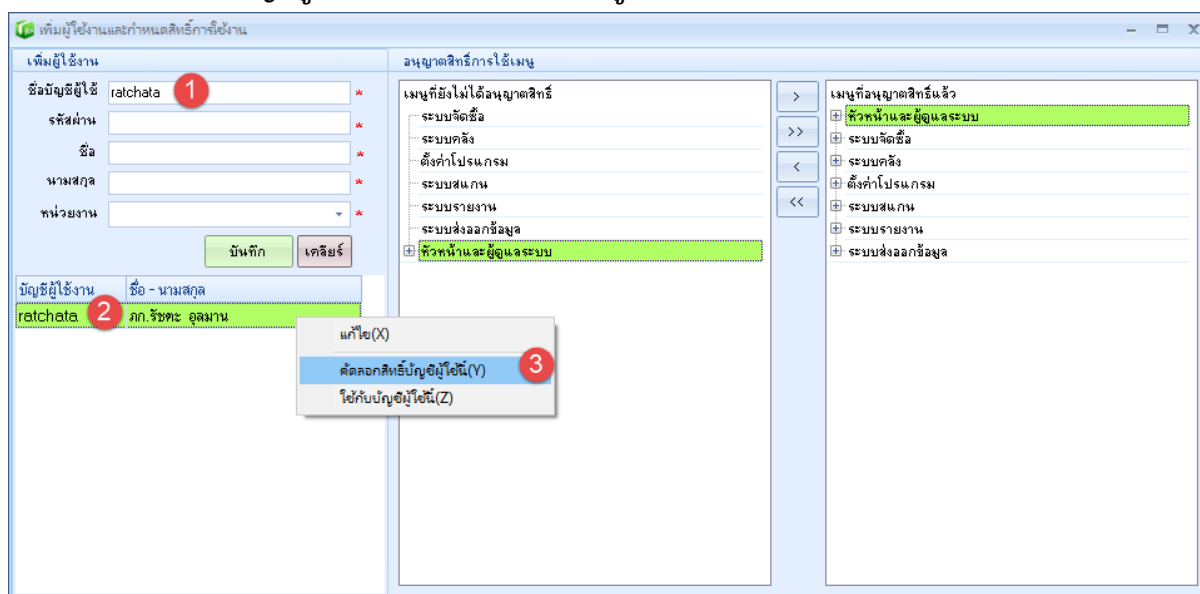 เพิ่มผู้ใช้งานและกำหนดสิทธิ์การใช้งาน
เพิ่มผู้ใช้งาน
ชื่อบัญชีผู้ใช้ ratchata 1 *
รหัสผ่าน *
ชื่อ *
นามสกุล *
หน่วยงาน *
บันทึก เคลียร์
บัญชีผู้ใช้งาน ชื่อ - นามสกุล
ratchata 2 ภก.รัชตะ อุลมาน
แก้ไข(X)
คัดลอกสิทธิ์บัญชีผู้ใช้นี้(Y) 3
ใช้กับบัญชีผู้ใช้นี้(Z)
อนุญาตสิทธิ์การใช้เมนู
เมนูที่ยังไม่ได้อนุญาตสิทธิ์
ระบบจัดซื้อ
ระบบคลัง
ตั้งค่าโปรแกรม
ระบบสแกน
ระบบรายงาน
ระบบส่งออกข้อมูล
หัวหน้าและผู้ดูแลระบบ
>
>>
<
<<
เมนูที่อนุญาตสิทธิ์แล้ว
หัวหน้าและผู้ดูแลระบบ
ระบบจัดซื้อ
ระบบคลัง
ตั้งค่าโปรแกรม
ระบบสแกน
ระบบรายงาน
ระบบส่งออกข้อมูล